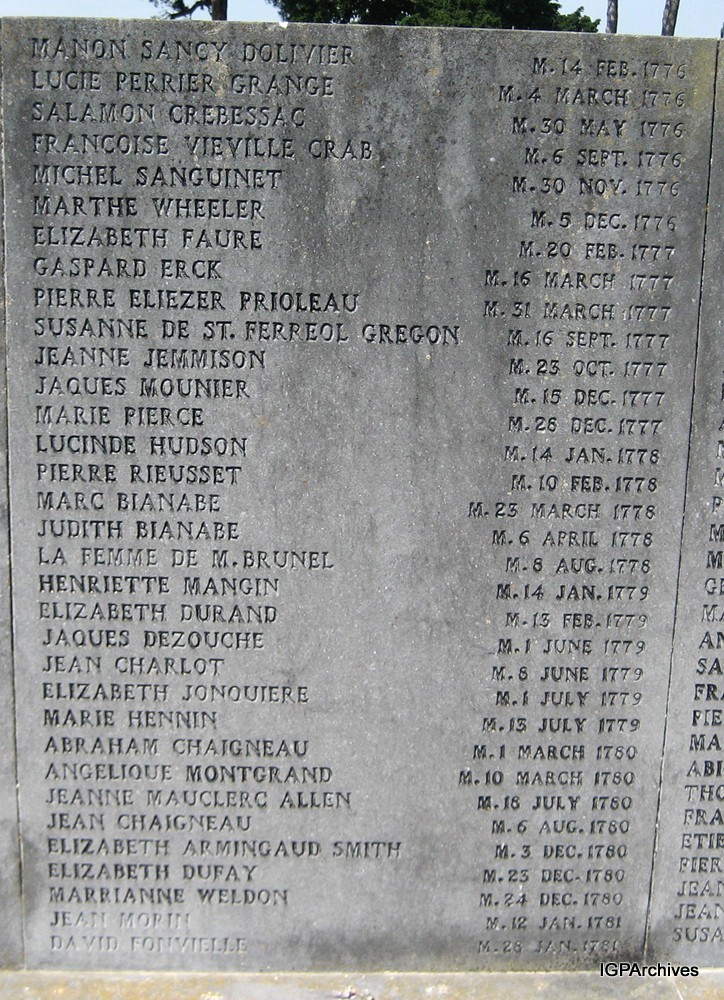 MANON SANCY DOLIVIER M. 14 FEB. 1776
LUCIE PERRIER GRANGE M. 4 MARCH 1776
SALAMON CREBESSAC M. 30 MAY 1776
FRANCOISE VIEVILLE CRAB M. 6 SEPT. 1776
MICHEL SANGUINET M. 30 NOV. 1776
MARTHE WHEELER M. 5 DEC. 1776
ELIZABETH FAURE M. 20 FEB. 1777
GASPARD ERCK M. 16 MARCH 1777
PIERRE ELIEZER PRIOLEAU M. 31 MARCH 1777
SUSANNE DE ST. FERREOL GREGON M. 16 SEPT. 1777
JEANNE JEMMISON M. 23 OCT. 1777
JAQUES MOUNIER M. 15 DEC. 1777
MARIE PIERCE M. 28 DEC. 1777
LUCINDE HUDSON M. 14 JAN. 1778
PIERRE RIEUSSET M. 10 FEB. 1778
MARC BIANABE M. 23 MARCH 1778
JUDITH BIANABE M. 6 APRIL 1778
LA FEMME DE M. BRUNEL M. 8 AUG. 1778
HENRIETTE MANGIN M. 14 JAN. 1779
ELIZABETH DURAND M. 13 FEB. 1779
JAQUES DEZOUCHE M. 1 JUNE 1779
JEAN CHARLOT M. 8 JUNE 1779
ELIZABETH JONQUIERE M. 1 JULY 1779
MARIE HENNIN M. 13 JULY 1779
ABRAHAM CHAIGNEAU M. 1 MARCH 1780
ANGELIQUE MONTGRAND M. 10 MARCH 1780
JEANNE MAUCLERC ALLEN M. 18 JULY 1780
JEAN CHAIGNEAU M. 6 AUG. 1780
ELIZABETH ARMINGAUD SMITH M. 3 DEC. 1780
ELIZABETH DUFAY M. 23 DEC. 1780
MARRIANNE WELDON M. 24 DEC. 1780
JEAN MORIN M. 12 JAN. 1781
DAVID FONVIELLE M. 28 JAN. 1781
IGPArchives